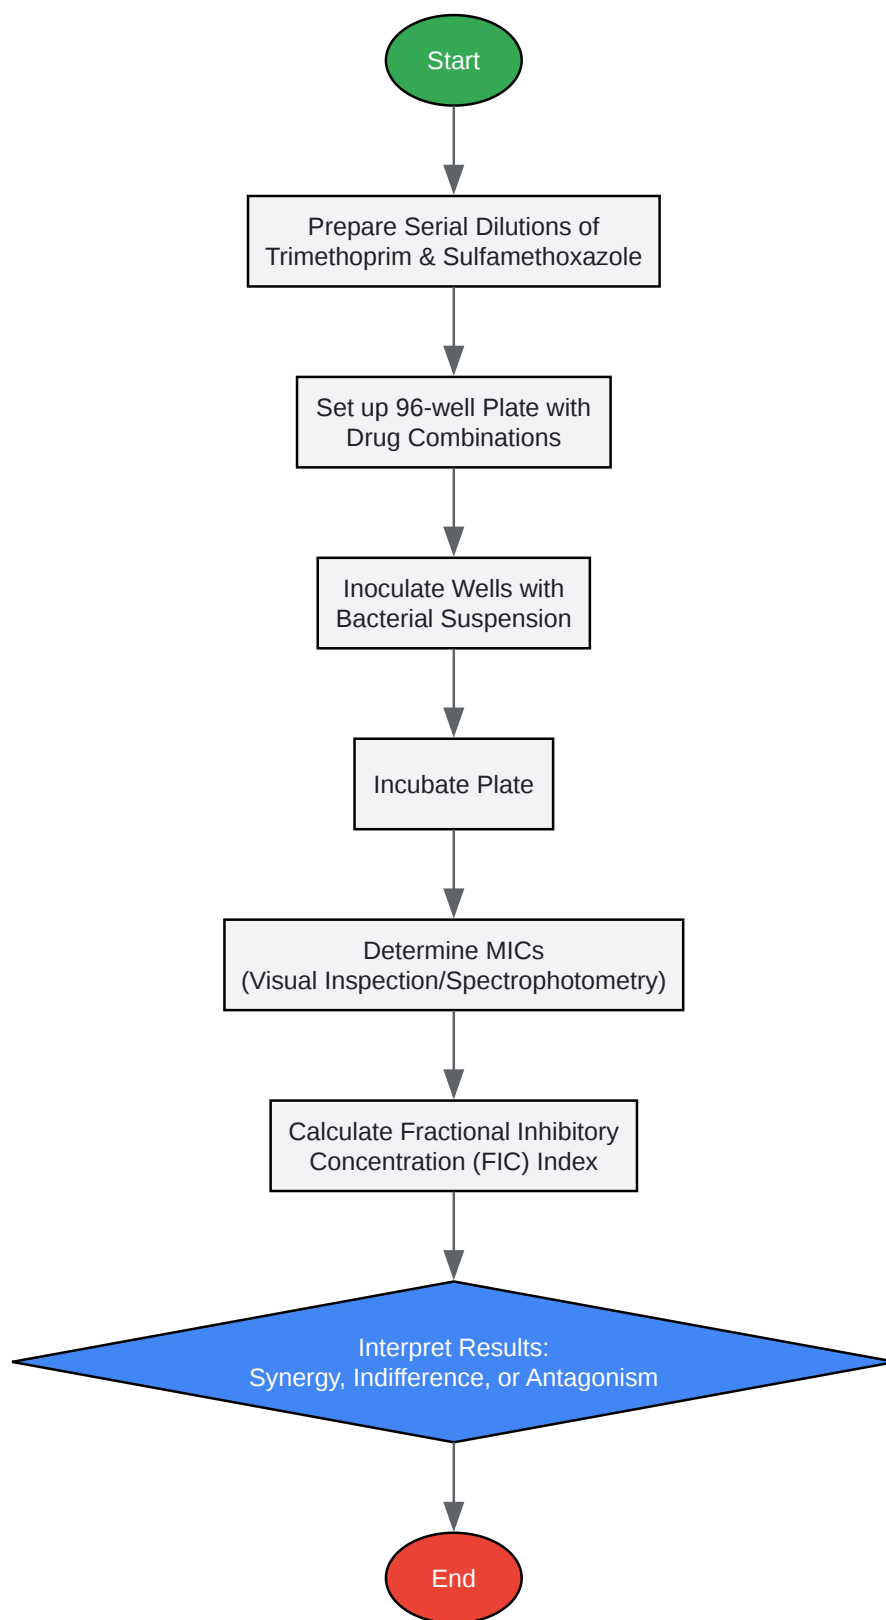 Start
Prepare Serial Dilutions of
Trimethoprim & Sulfamethoxazole
Set up 96-well Plate with
Drug Combinations
Inoculate Wells with
Bacterial Suspension
Incubate Plate
Determine MICs
(Visual Inspection/Spectrophotometry)
Calculate Fractional Inhibitory
Concentration (FIC) Index
Interpret Results:
Synergy, Indifference, or Antagonism
End